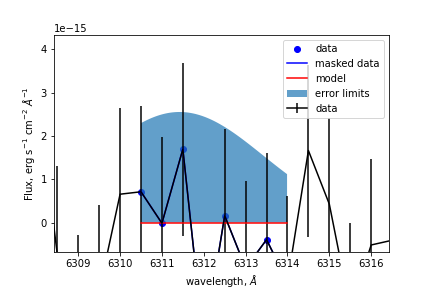 1e−15
4
3
2
1
0
Flux, erg s⁻¹ cm⁻² Å⁻¹
data
masked data
model
error limits
data
6309 6310 6311 6312 6313 6314 6315 6316
wavelength, Å